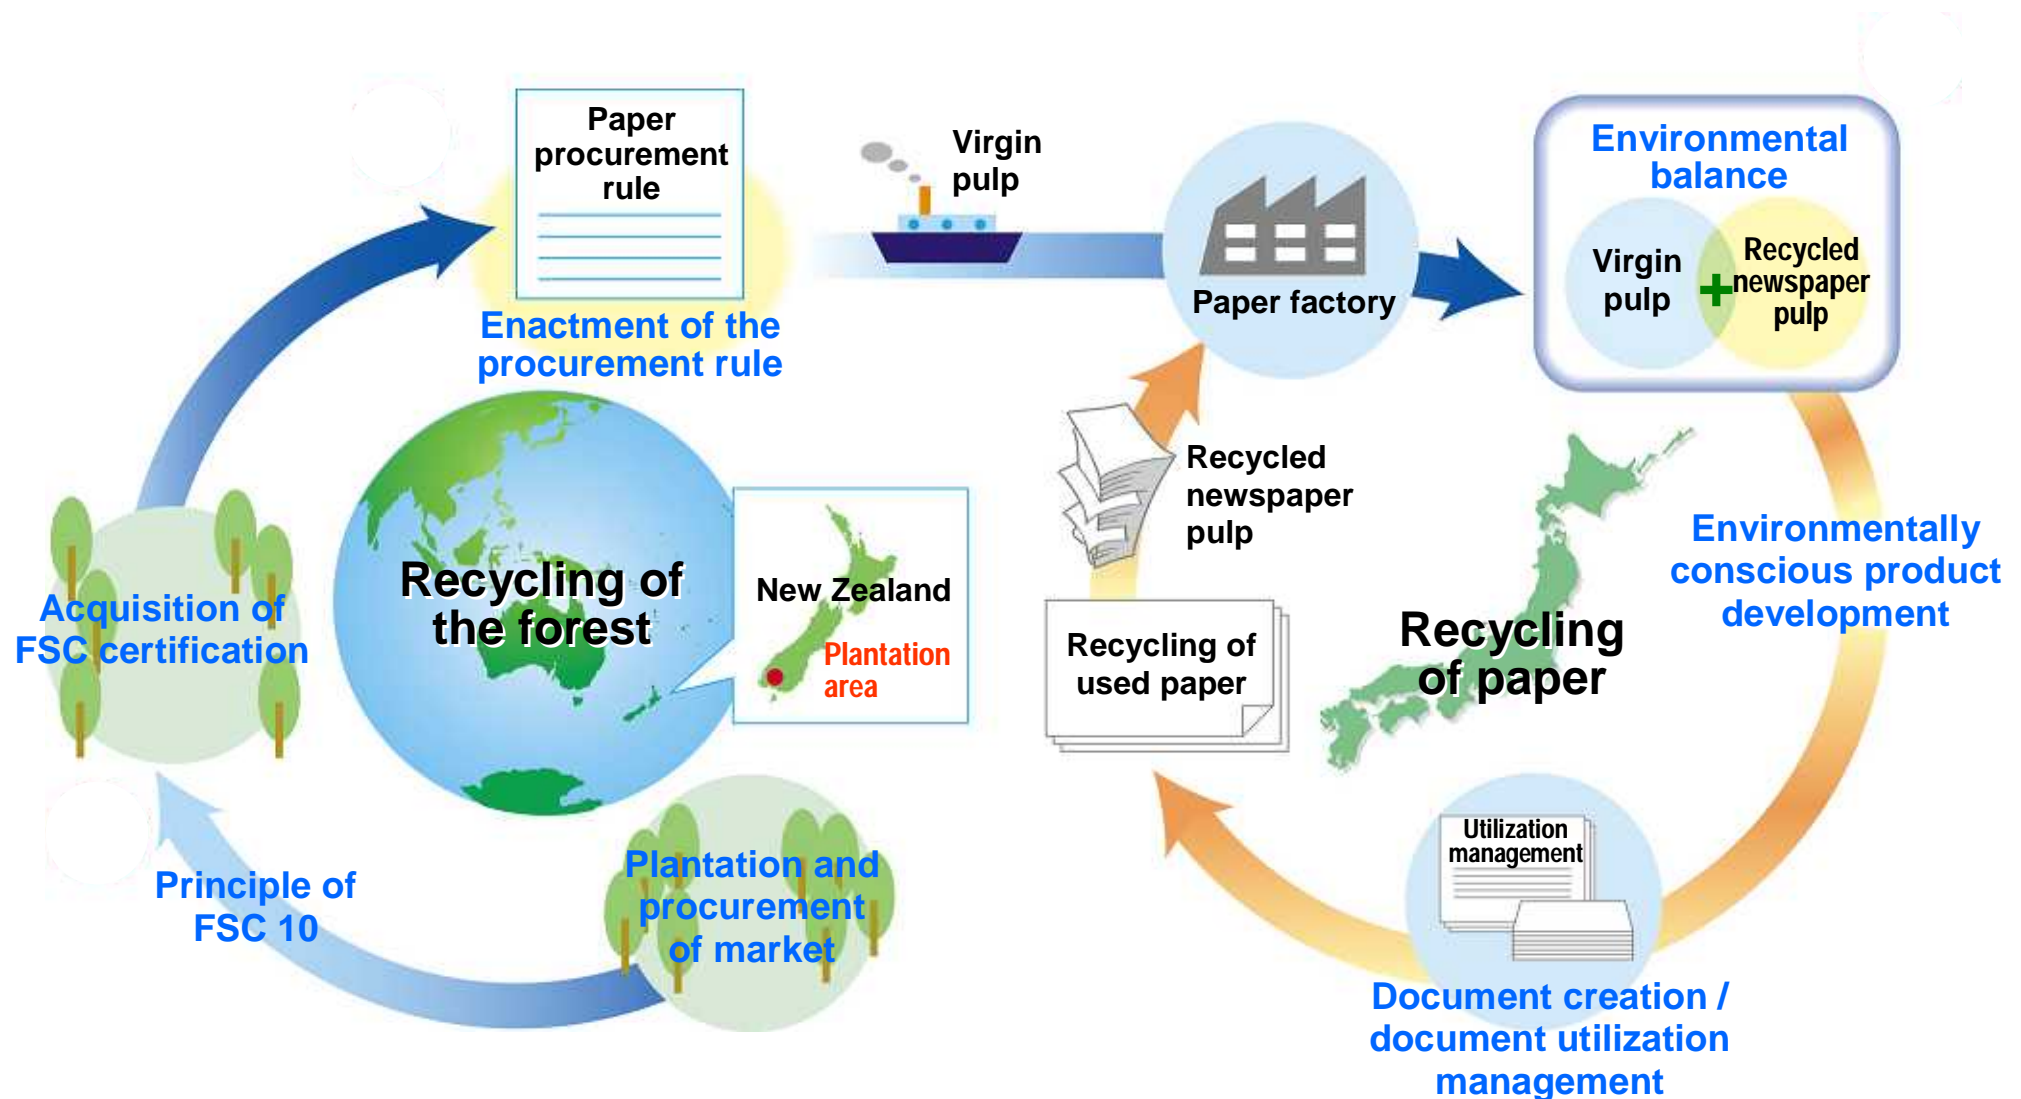 Paper
procurement
rule
Enactment of the
procurement rule
Virgin
pulp
Paper factory
Environmental
balance
Virgin
pulp
+
Recycled
newspaper
pulp
Recycled
newspaper
pulp
Environmentally
conscious product
development
Acquisition of
FSC certification
Recycling of
the forest
New Zealand
Plantation
area
Recycling of
used paper
Recycling
of paper
Principle of
FSC 10
Plantation and
procurement
of market
Utilization
management
Document creation /
document utilization
management